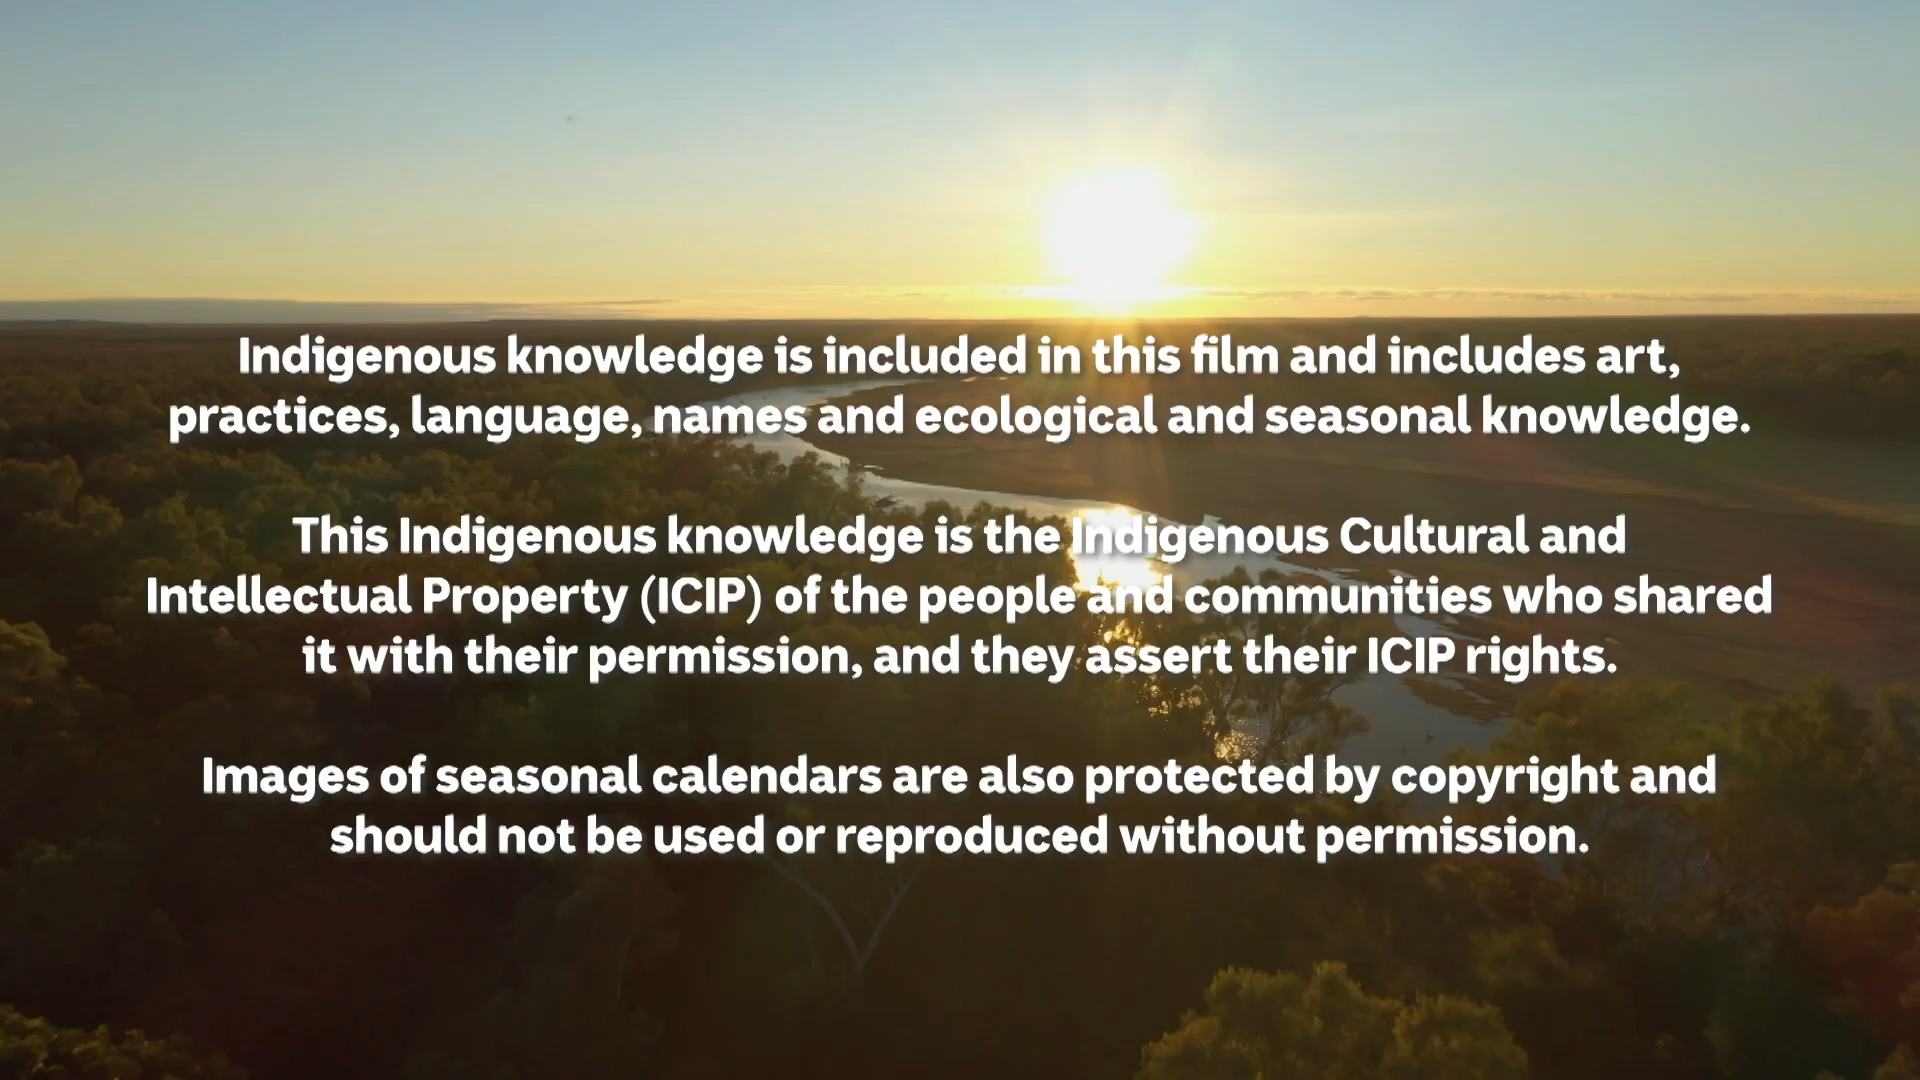 Indigenous knowledge is included in this film and includes art,
practices, language, names and ecological and seasonal knowledge.
This Indigenous knowledge is the Indigenous Cultural and
Intellectual Property (ICIP) of the people and communities who shared
it with their permission, and they assert their ICIP rights.
Images of seasonal calendars are also protected by copyright and
should not be used or reproduced without permission.